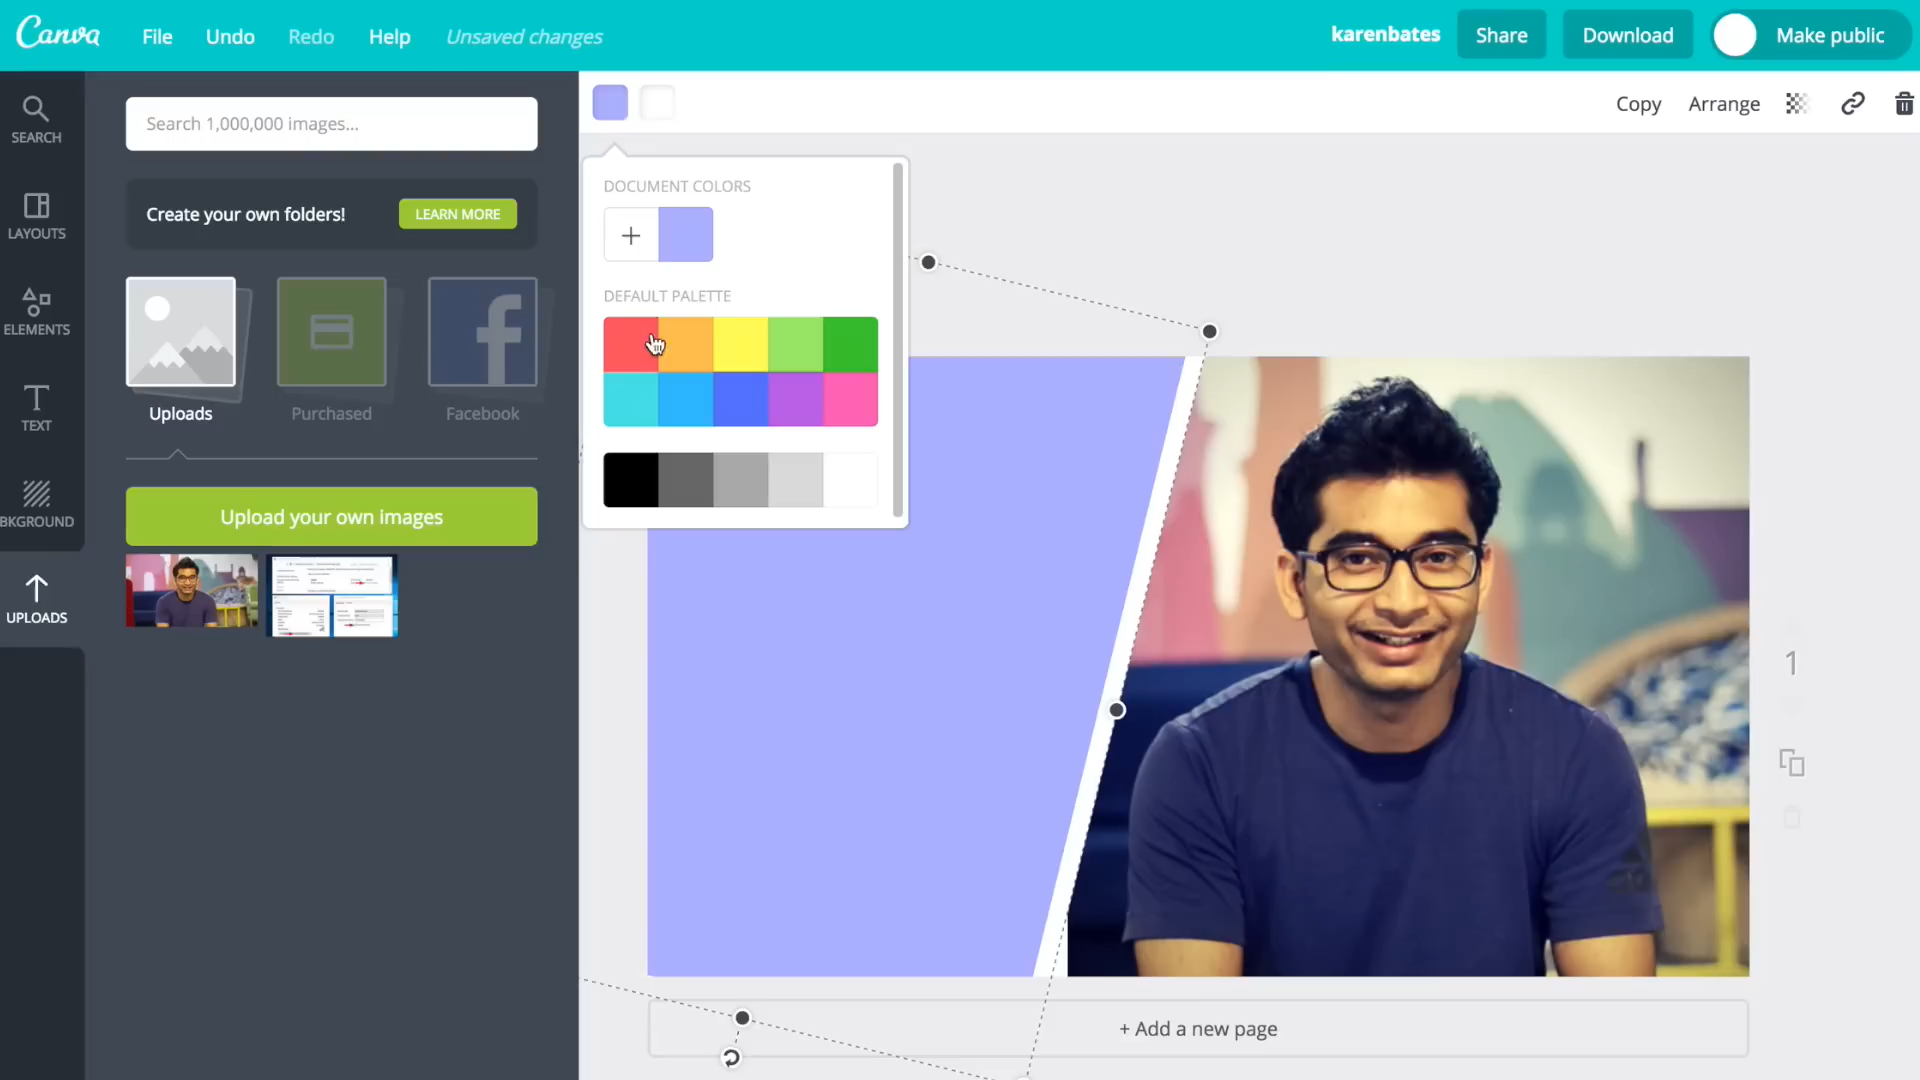 Canva
File
Undo
Redo
Help
Unsaved changes
karenbates
Share
Download
Make public
SEARCH
LAYOUTS
ELEMENTS
TEXT
BKGROUND
UPLOADS
Search 1,000,000 images...
Create your own folders!
LEARN MORE
Uploads
Purchased
Facebook
Upload your own images
Copy
Arrange
DOCUMENT COLORS
DEFAULT PALETTE
1
+ Add a new page